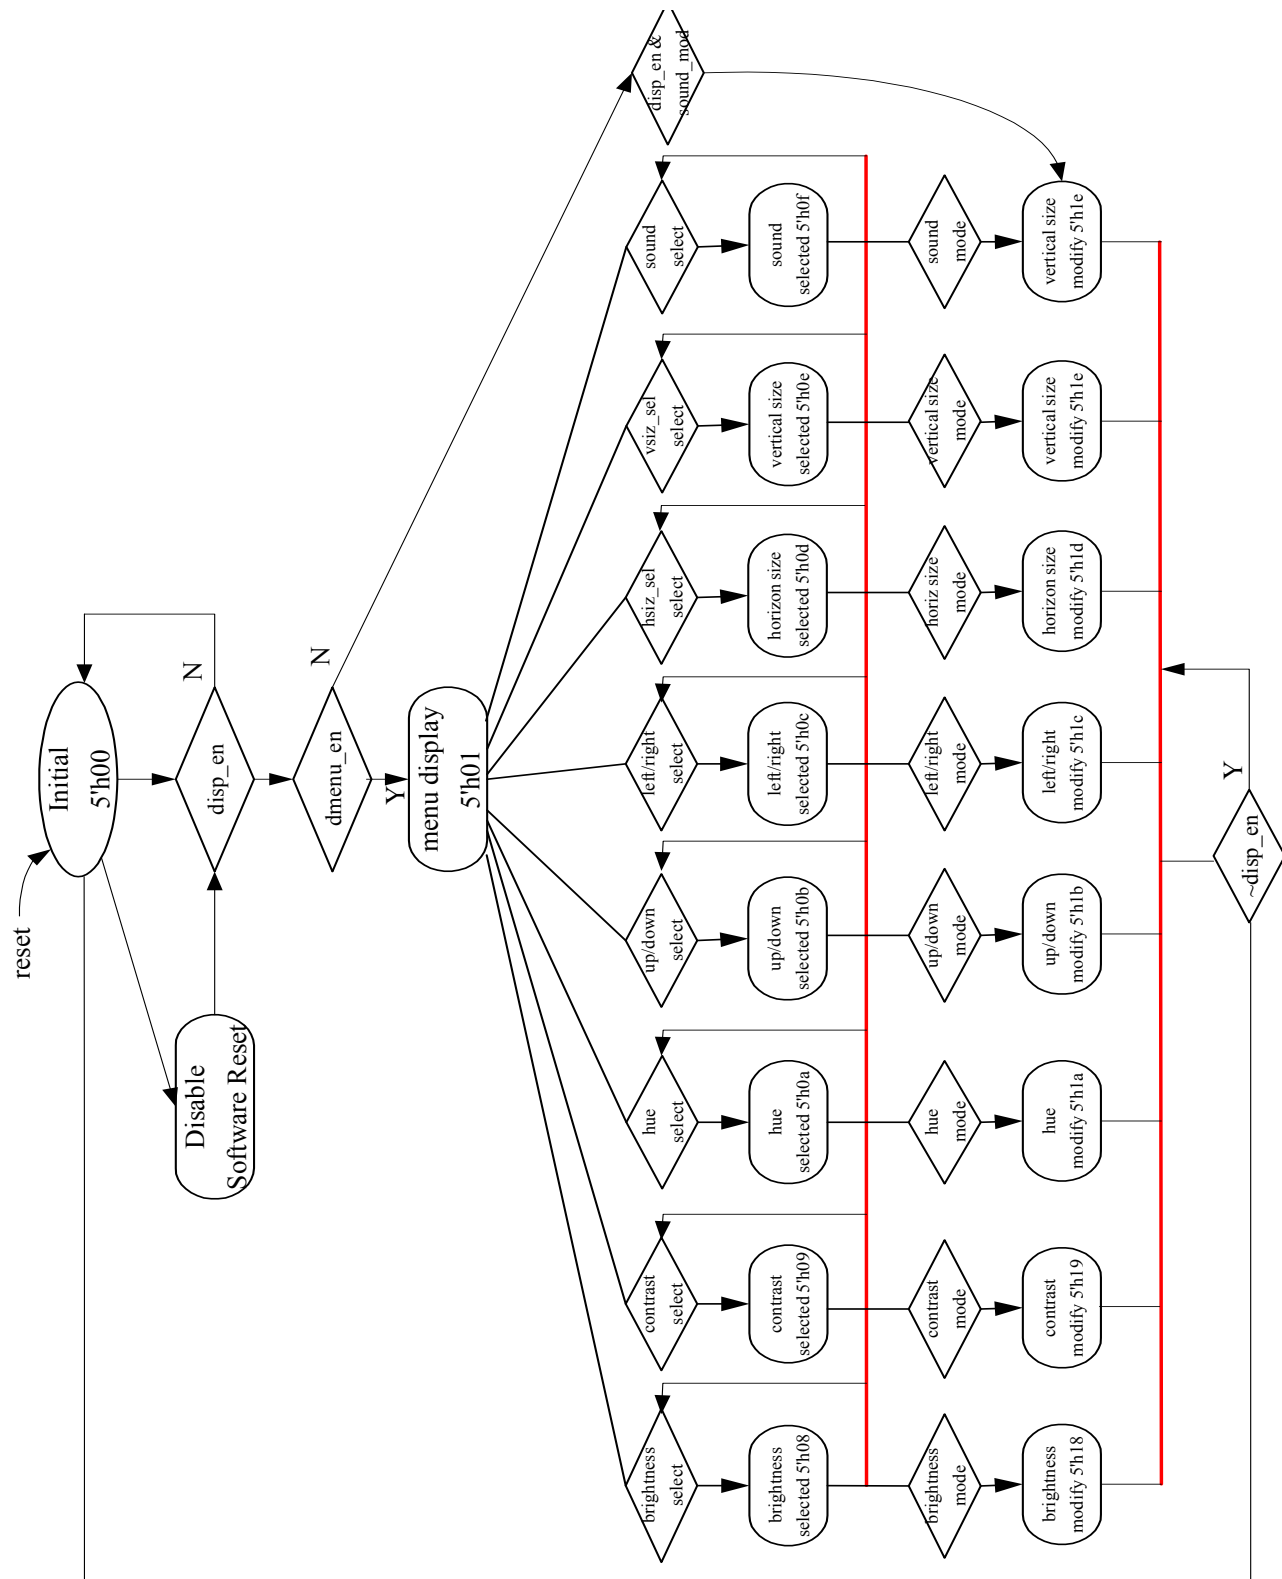 disp_en &
sound_mod
reset
Initial
5'h00
disp_en
N
dmenu_en
N
Y
Disable
Software Reset
menu display
5'h01
brightness
select
contrast
select
hue
select
up/down
select
left/right
select
hsiz_sel
select
vsiz_sel
select
sound
select
brightness
selected 5'h08
contrast
selected 5'h09
hue
selected 5'h0a
up/down
selected 5'h0b
left/right
selected 5'h0c
horizon size
selected 5'h0d
vertical size
selected 5'h0e
sound
selected 5'h0f
brightness
mode
contrast
mode
hue
mode
up/down
mode
left/right
mode
horiz size
mode
vertical size
mode
sound
mode
brightness
modify 5'h18
contrast
modify 5'h19
hue
modify 5'h1a
up/down
modify 5'h1b
left/right
modify 5'h1c
horizon size
modify 5'h1d
vertical size
modify 5'h1e
vertical size
modify 5'h1e
~disp_en
Y